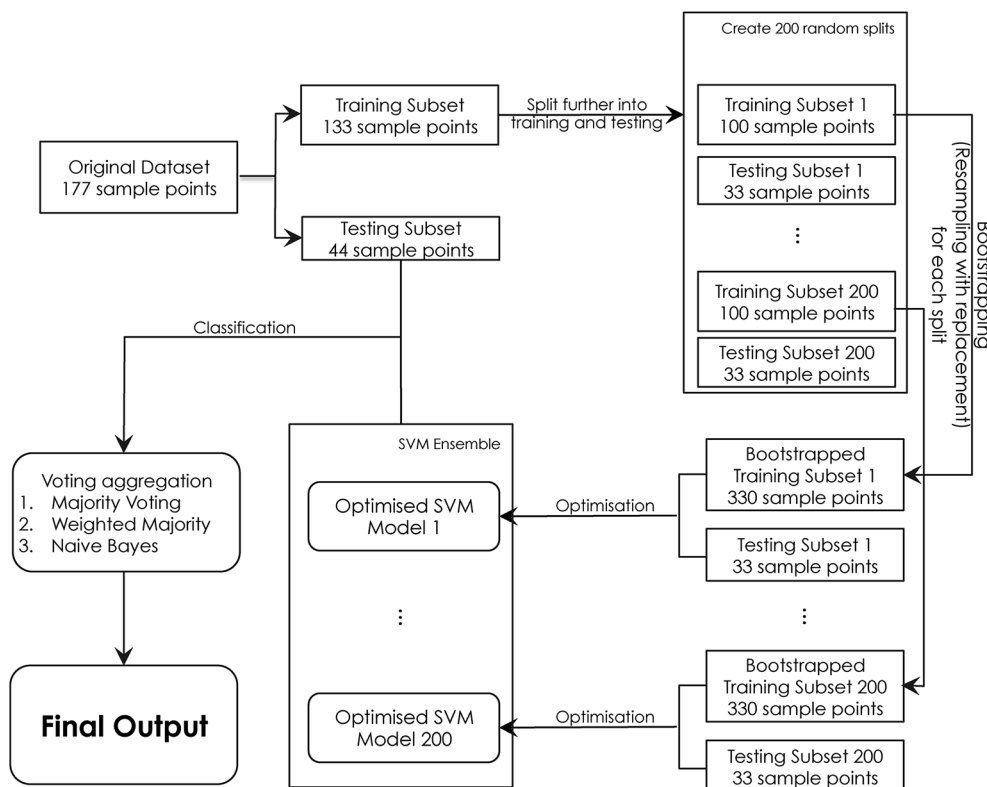 Create 200 random splits
Training Subset
133 sample points
Split further into
training and testing
Training Subset 1
100 sample points
Original Dataset
177 sample points
Testing Subset 1
33 sample points
Testing Subset
44 sample points
⋮
Bootstrapping
(Resampling with replacement)
for each split
Training Subset 200
100 sample points
Classification
Testing Subset 200
33 sample points
SVM Ensemble
Bootstrapped
Training Subset 1
330 sample points
Voting aggregation
1. Majority Voting
2. Weighted Majority
3. Naive Bayes
Optimised SVM
Model 1
Optimisation
Testing Subset 1
33 sample points
⋮
⋮
Bootstrapped
Training Subset 200
330 sample points
Final Output
Optimised SVM
Model 200
Optimisation
Testing Subset 200
33 sample points